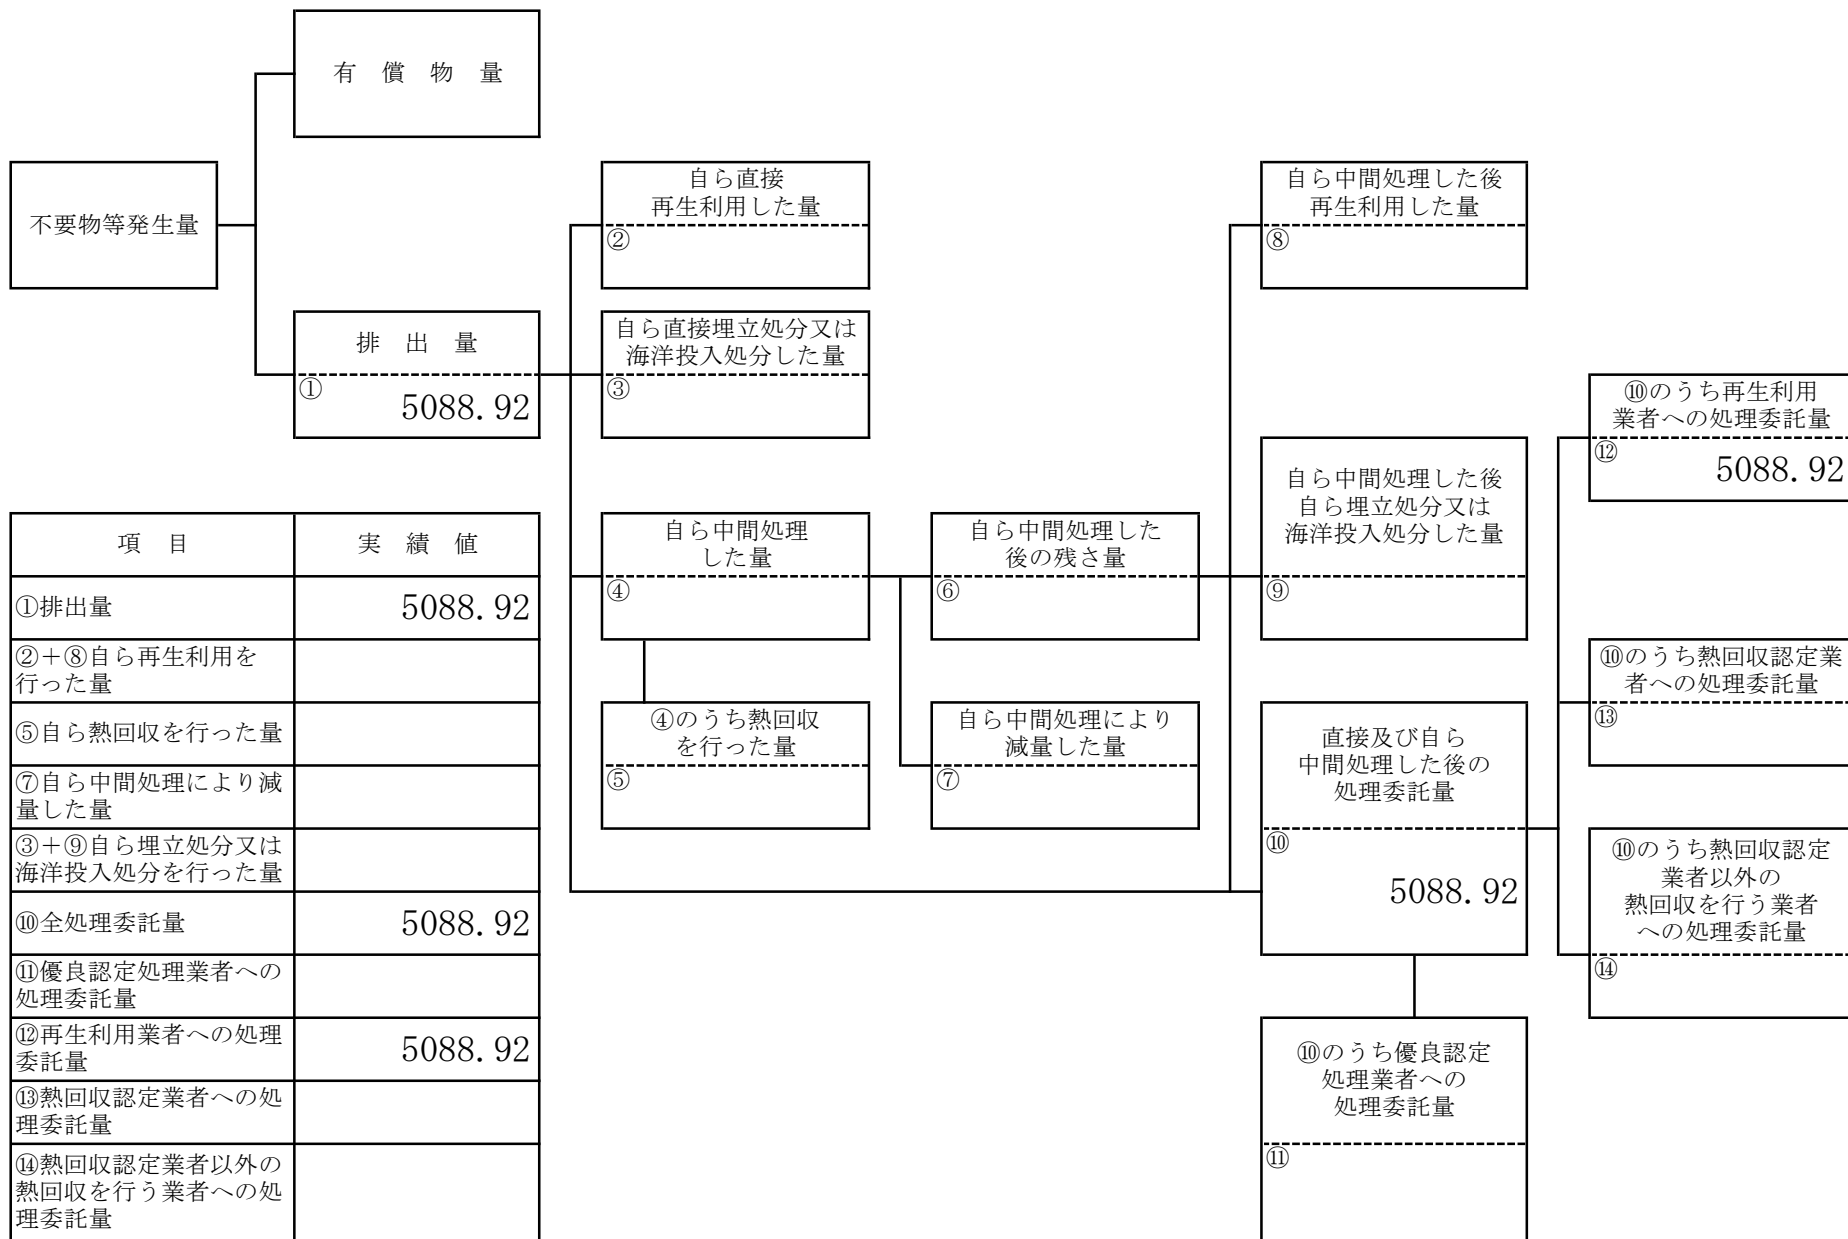 有　償　物　量
不要物等発生量
排　出　量
①
5088.92
自ら直接
再生利用した量
②
自ら直接埋立処分又は
海洋投入処分した量
③
自ら中間処理
した量
④
④のうち熱回収
を行った量
⑤
自ら中間処理した
後の残さ量
⑥
自ら中間処理により
減量した量
⑦
自ら中間処理した後
再生利用した量
⑧
自ら中間処理した後
自ら埋立処分又は
海洋投入処分した量
⑨
直接及び自ら
中間処理した後の
処理委託量
⑩
5088.92
⑩のうち優良認定
処理業者への
処理委託量
⑪
⑩のうち再生利用
業者への処理委託量
⑫
5088.92
⑩のうち熱回収認定業
者への処理委託量
⑬
⑩のうち熱回収認定
業者以外の
熱回収を行う業者
への処理委託量
⑭
項　目
実　績　値
①排出量
5088.92
②＋⑧自ら再生利用を
行った量
⑤自ら熱回収を行った量
⑦自ら中間処理により減
量した量
③＋⑨自ら埋立処分又は
海洋投入処分を行った量
⑩全処理委託量
5088.92
⑪優良認定処理業者への
処理委託量
⑫再生利用業者への処理
委託量
5088.92
⑬熱回収認定業者への処
理委託量
⑭熱回収認定業者以外の
熱回収を行う業者への処
理委託量